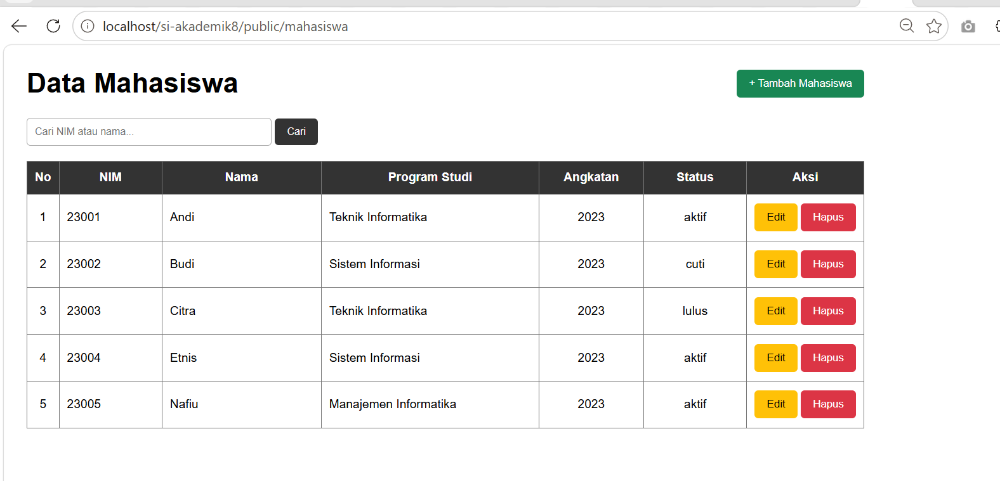 localhost/si-akademik8/public/mahasiswa
Data Mahasiswa
+ Tambah Mahasiswa
Cari NIM atau nama...
Cari
No NIM Nama Program Studi Angkatan Status Aksi
1 23001 Andi Teknik Informatika 2023 aktif Edit Hapus
2 23002 Budi Sistem Informasi 2023 cuti Edit Hapus
3 23003 Citra Teknik Informatika 2023 lulus Edit Hapus
4 23004 Etnis Sistem Informasi 2023 aktif Edit Hapus
5 23005 Nafiu Manajemen Informatika 2023 aktif Edit Hapus